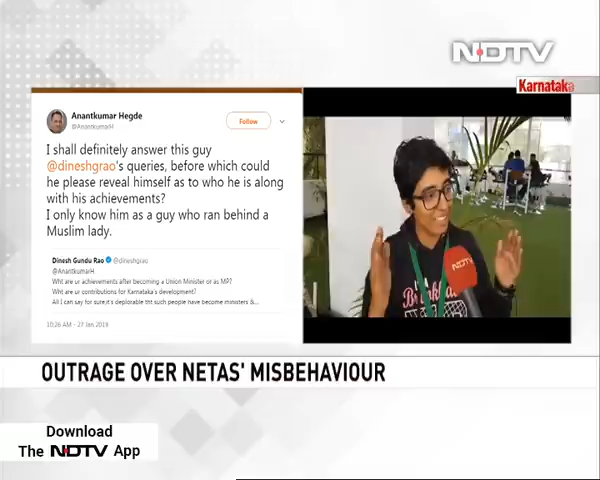 NDTV
Karnataka
Anantkumar Hegde
@AnantkumarH
Follow
I shall definitely answer this guy
@dineshgrao's queries, before which could
he please reveal himself as to who he is along
with his achievements?
I only know him as a guy who ran behind a
Muslim lady.
Dinesh Gundu Rao @dineshgrao
@AnantkumarH
What are ur achievements after becoming a Union Minister or as MP?
What are ur contributions for Karnataka's development?
All I can say for sure,it's deplorable tht such people have become ministers &...
10:26 AM - 27 Jan 2019
NDTV
OUTRAGE OVER NETAS' MISBEHAVIOUR
Download
The NDTV App